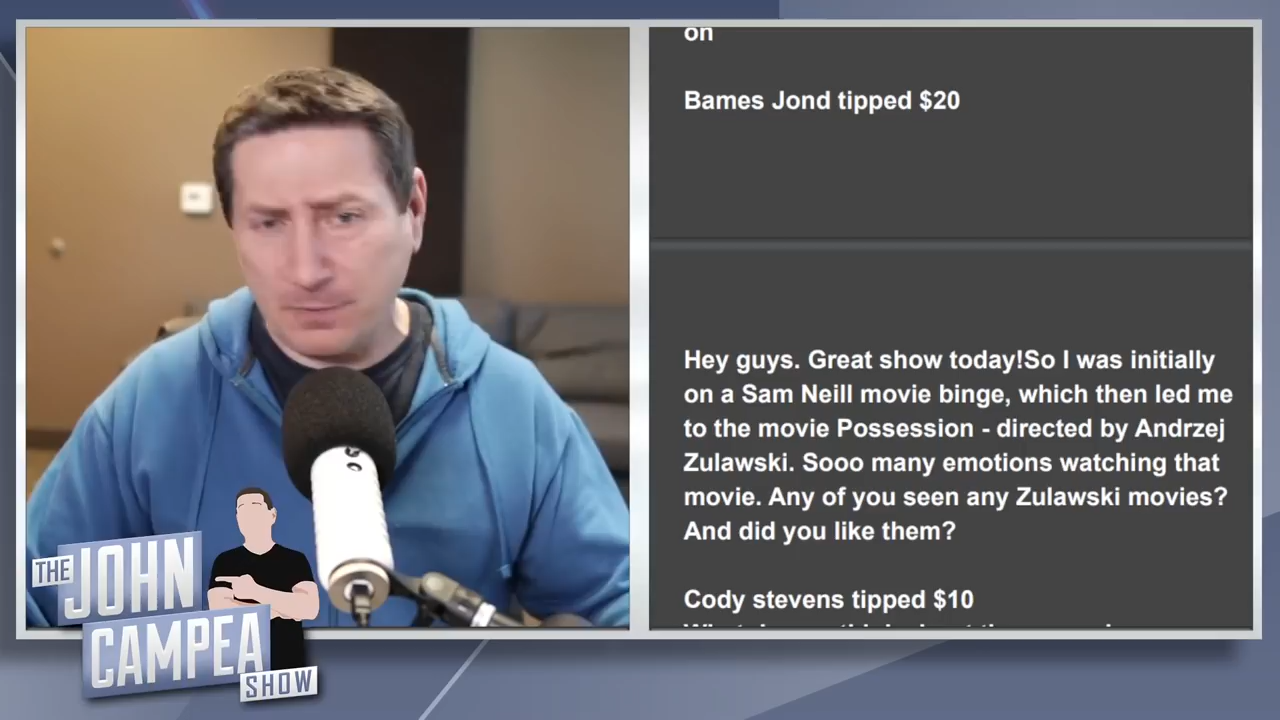 on
Bames Jond tipped $20
Hey guys. Great show today!So I was initially
on a Sam Neill movie binge, which then led me
to the movie Possession - directed by Andrzej
Zulawski. Sooo many emotions watching that
movie. Any of you seen any Zulawski movies?
And did you like them?
Cody stevens tipped $10
THE
JOHN
CAMPEA
SHOW